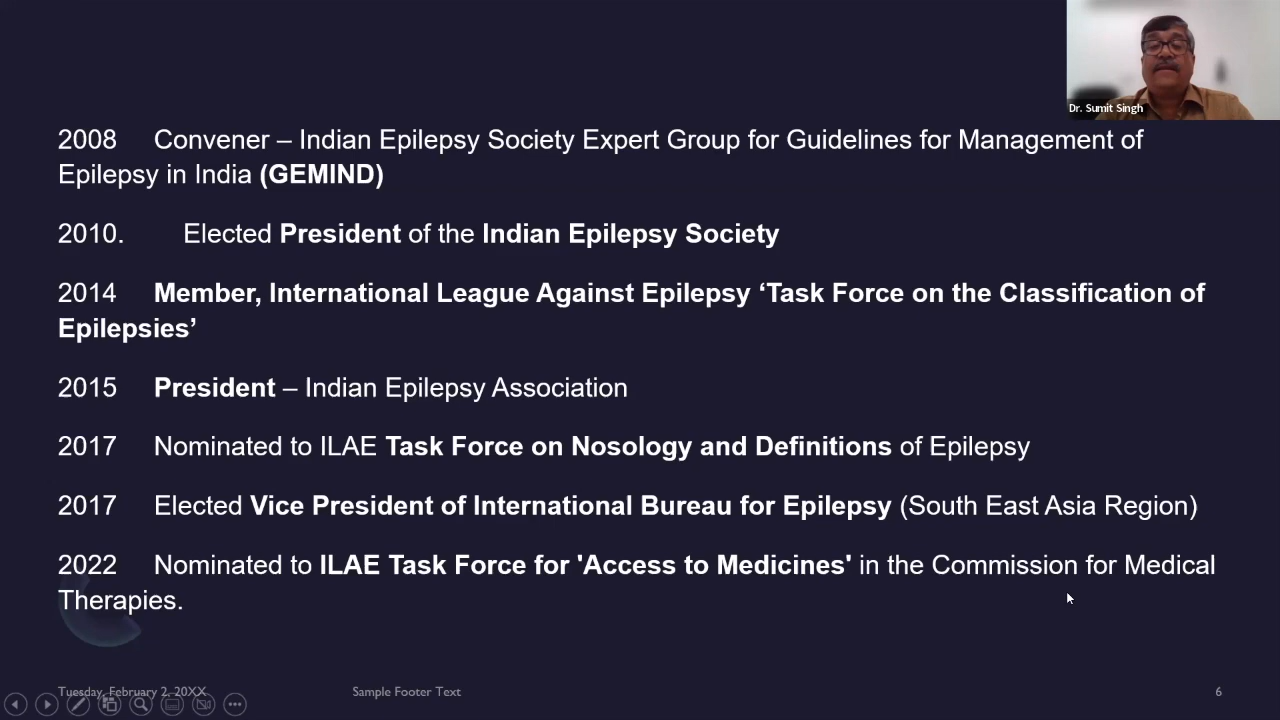 Dr. Sumit Singh
2008 Convener – Indian Epilepsy Society Expert Group for Guidelines for Management of
Epilepsy in India (GEMIND)
2010. Elected President of the Indian Epilepsy Society
2014 Member, International League Against Epilepsy ‘Task Force on the Classification of
Epilepsies’
2015 President – Indian Epilepsy Association
2017 Nominated to ILAE Task Force on Nosology and Definitions of Epilepsy
2017 Elected Vice President of International Bureau for Epilepsy (South East Asia Region)
2022 Nominated to ILAE Task Force for 'Access to Medicines' in the Commission for Medical
Therapies.
Tuesday, February 2, 20XX Sample Footer Text 6